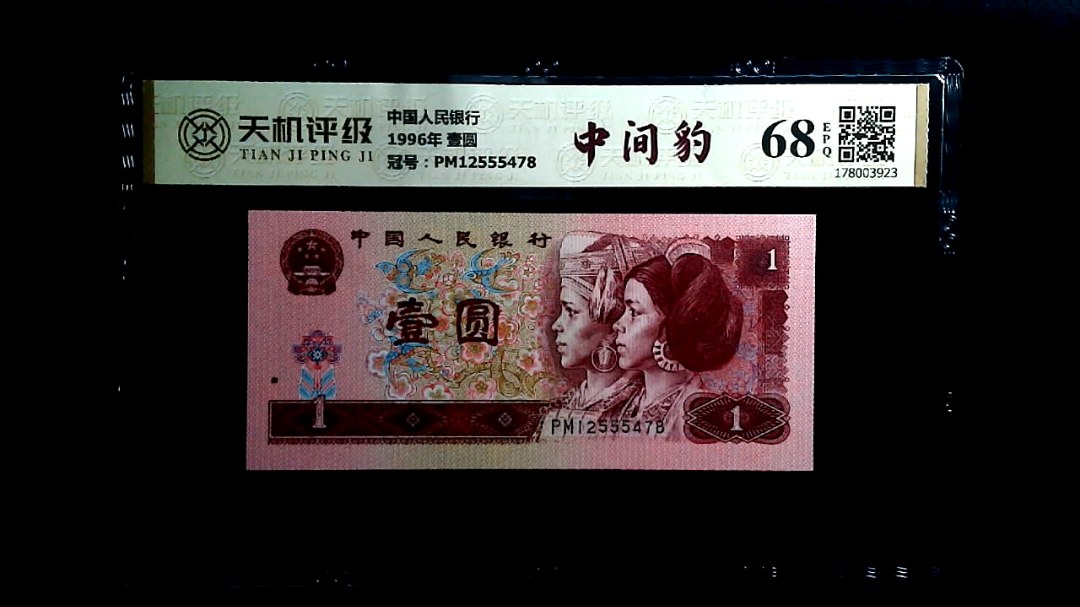 天机评级
TIAN JI PING JI
中国人民银行
1996年 壹圆
冠号：PM12555478
中间豹
68
EPQ
178003923
中国人民银行
1
壹圆
1
PM12555478
1